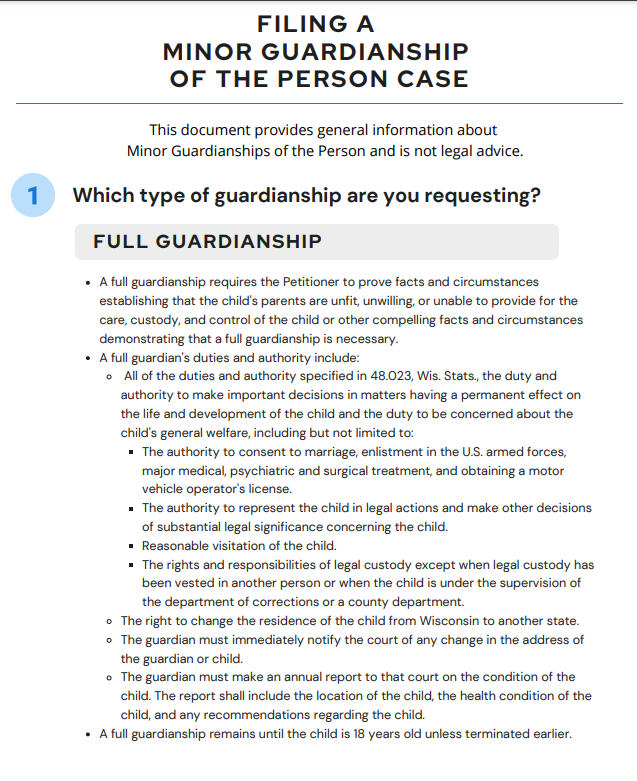 FILING A
MINOR GUARDIANSHIP
OF THE PERSON CASE
This document provides general information about
Minor Guardianships of the Person and is not legal advice.
1 Which type of guardianship are you requesting?
FULL GUARDIANSHIP
• A full guardianship requires the Petitioner to prove facts and circumstances
establishing that the child's parents are unfit, unwilling, or unable to provide for the
care, custody, and control of the child or other compelling facts and circumstances
demonstrating that a full guardianship is necessary.
• A full guardian's duties and authority include:
◦ All of the duties and authority specified in 48.023, Wis. Stats., the duty and
authority to make important decisions in matters having a permanent effect on
the life and development of the child and the duty to be concerned about the
child's general welfare, including but not limited to:
▪ The authority to consent to marriage, enlistment in the U.S. armed forces,
major medical, psychiatric and surgical treatment, and obtaining a motor
vehicle operator's license.
▪ The authority to represent the child in legal actions and make other decisions
of substantial legal significance concerning the child.
▪ Reasonable visitation of the child.
▪ The rights and responsibilities of legal custody except when legal custody has
been vested in another person or when the child is under the supervision of
the department of corrections or a county department.
◦ The right to change the residence of the child from Wisconsin to another state.
◦ The guardian must immediately notify the court of any change in the address of
the guardian or child.
◦ The guardian must make an annual report to that court on the condition of the
child. The report shall include the location of the child, the health condition of the
child, and any recommendations regarding the child.
• A full guardianship remains until the child is 18 years old unless terminated earlier.